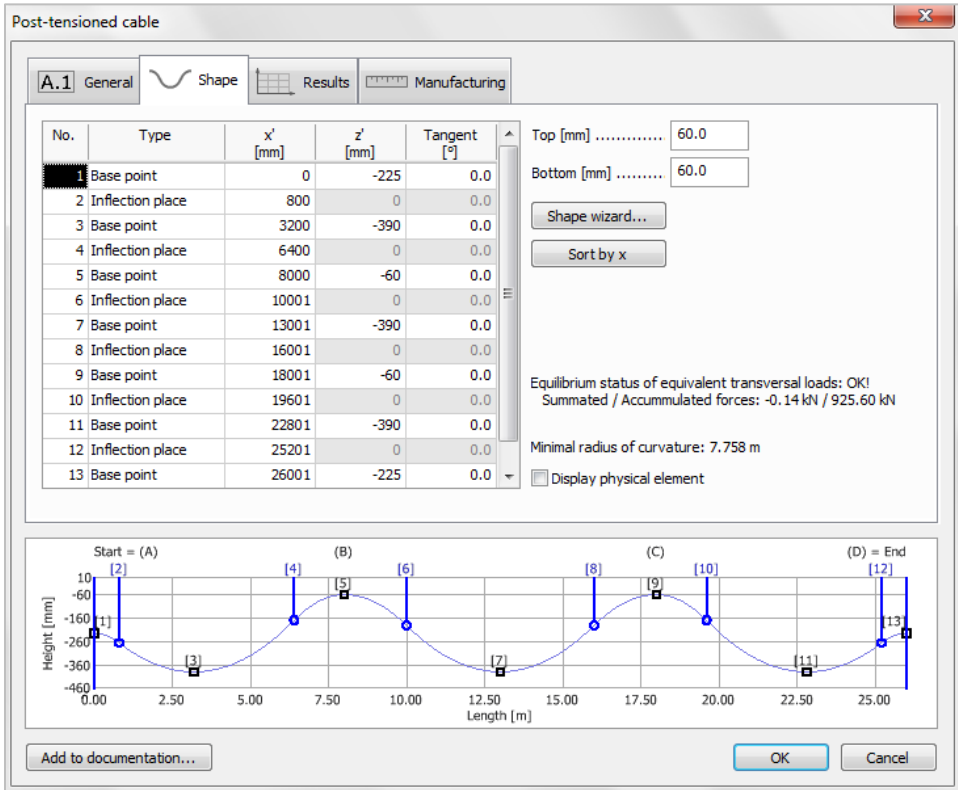 Post-tensioned cable
x
A.1 General Shape Results Manufacturing
No. Type x' [mm] z' [mm] Tangent [°]
1 Base point 0 -225 0.0
2 Inflection place 800 0 0.0
3 Base point 3200 -390 0.0
4 Inflection place 6400 0 0.0
5 Base point 8000 -60 0.0
6 Inflection place 10001 0 0.0
7 Base point 13001 -390 0.0
8 Inflection place 16001 0 0.0
9 Base point 18001 -60 0.0
10 Inflection place 19601 0 0.0
11 Base point 22801 -390 0.0
12 Inflection place 25201 0 0.0
13 Base point 26001 -225 0.0
Top [mm] ............. 60.0
Bottom [mm] ......... 60.0
Shape wizard...
Sort by x
Equilibrium status of equivalent transversal loads: OK!
Summated / Accummulated forces: -0.14 kN / 925.60 kN
Minimal radius of curvature: 7.758 m
Display physical element
Start = (A) (B) (C) (D) = End
[2] [4] [5] [6] [8] [9] [10] [12]
[1] [13]
[3] [7] [11]
Height [mm]
10
-60
-160
-260
-360
-460
0.00 2.50 5.00 7.50 10.00 12.50 15.00 17.50 20.00 22.50 25.00
Length [m]
Add to documentation... OK Cancel